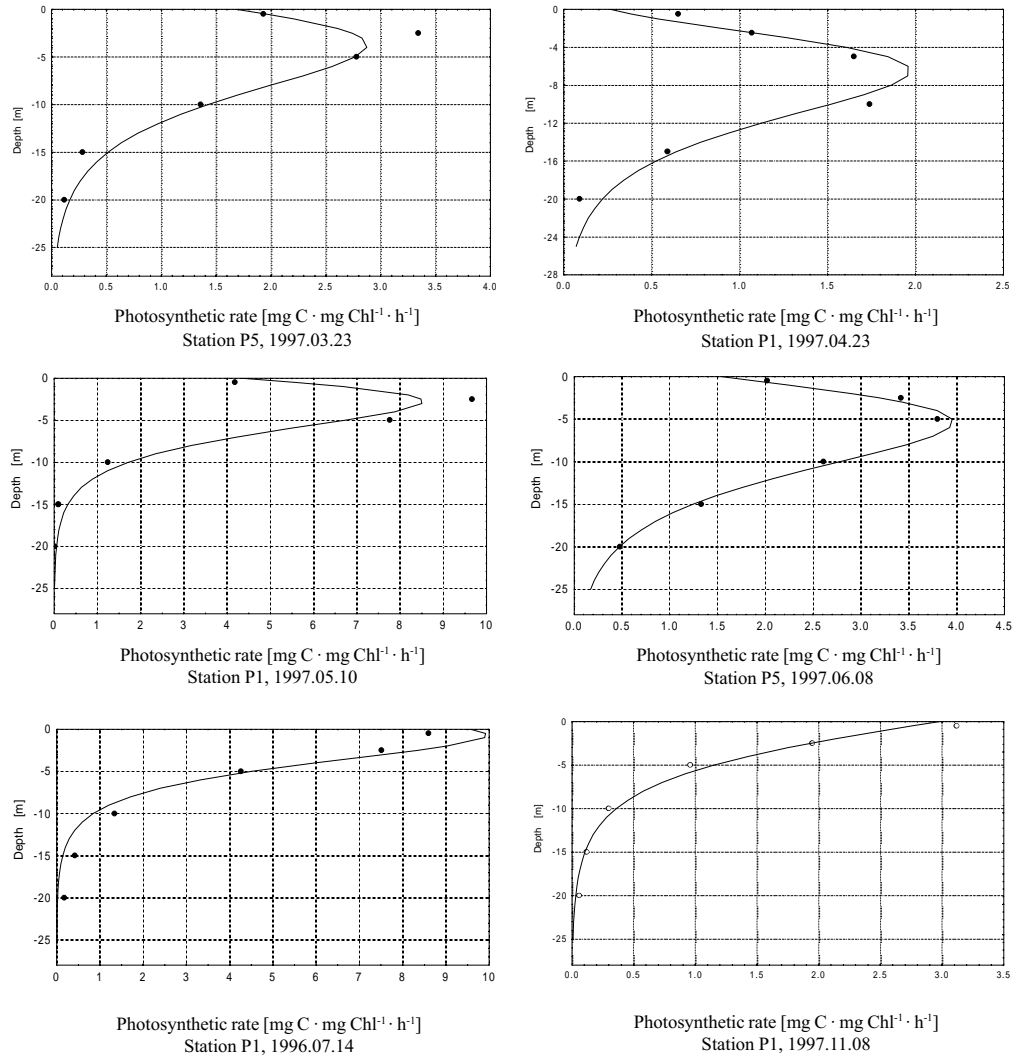 0
-5
-10
-15
-20
-25
Depth [m]
0.0 0.5 1.0 1.5 2.0 2.5 3.0 3.5 4.0
Photosynthetic rate [mg C · mg Chl⁻¹ · h⁻¹]
Station P5, 1997.03.23
0
-4
-8
-12
-16
-20
-24
-28
Depth [m]
0.0 0.5 1.0 1.5 2.0 2.5
Photosynthetic rate [mg C · mg Chl⁻¹ · h⁻¹]
Station P1, 1997.04.23
0
-5
-10
-15
-20
-25
Depth [m]
0 1 2 3 4 5 6 7 8 9 10
Photosynthetic rate [mg C · mg Chl⁻¹ · h⁻¹]
Station P1, 1997.05.10
0
-5
-10
-15
-20
-25
Depth [m]
0.0 0.5 1.0 1.5 2.0 2.5 3.0 3.5 4.0 4.5
Photosynthetic rate [mg C · mg Chl⁻¹ · h⁻¹]
Station P5, 1997.06.08
0
-5
-10
-15
-20
-25
Depth [m]
0 1 2 3 4 5 6 7 8 9 10
Photosynthetic rate [mg C · mg Chl⁻¹ · h⁻¹]
Station P1, 1996.07.14
0
-5
-10
-15
-20
-25
Depth [m]
0.0 0.5 1.0 1.5 2.0 2.5 3.0 3.5
Photosynthetic rate [mg C · mg Chl⁻¹ · h⁻¹]
Station P1, 1997.11.08